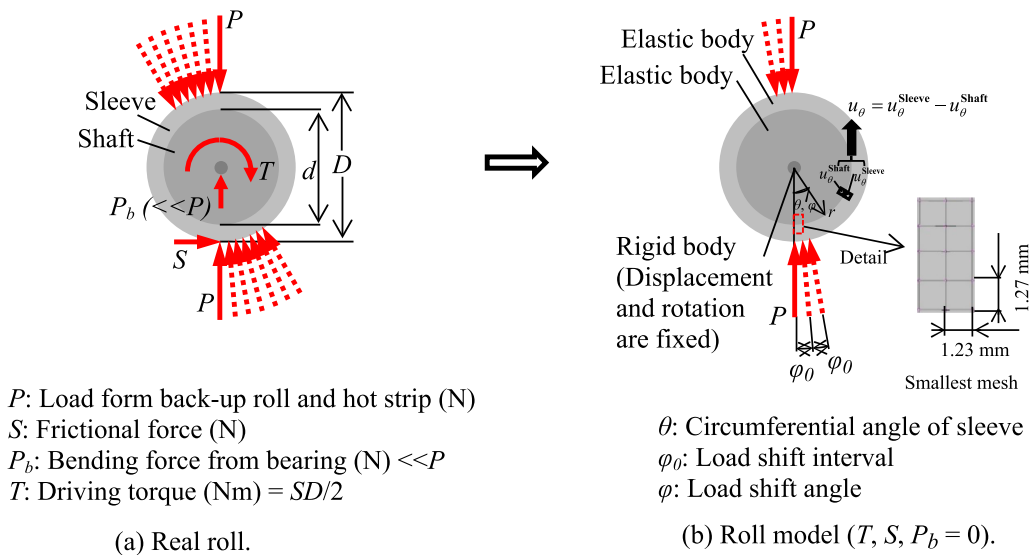 P
Sleeve
Shaft
T
d
D
P_b (<<P)
S
P
P: Load form back-up roll and hot strip (N)
S: Frictional force (N)
P_b: Bending force from bearing (N) <<P
T: Driving torque (Nm) = SD/2
(a) Real roll.
P
Elastic body
Elastic body
u_θ = u_θ^Sleeve − u_θ^Shaft
u_θ^Shaft
u_θ^Sleeve
θ, φ
r
Rigid body
(Displacement
and rotation
are fixed)
Detail
P
φ_0
φ_0
1.27 mm
1.23 mm
Smallest mesh
θ: Circumferential angle of sleeve
φ_0: Load shift interval
φ: Load shift angle
(b) Roll model (T, S, P_b = 0).